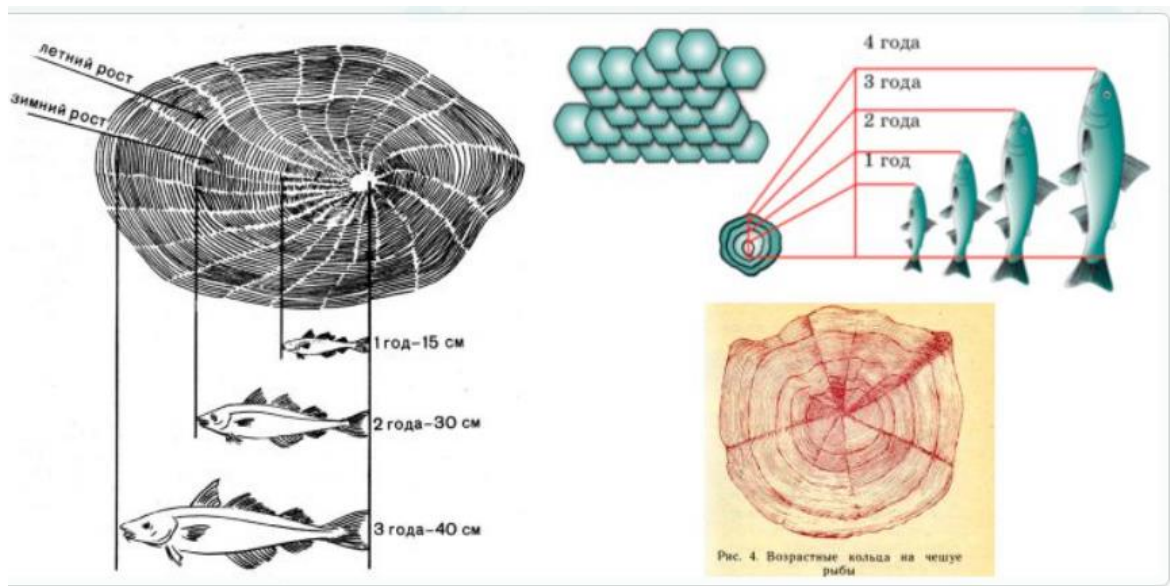 летний рост
зимний рост
1 год–15 см
2 года–30 см
3 года–40 см
4 года
3 года
2 года
1 год
Рис. 4. Возрастные кольца на чешуе
рыбы